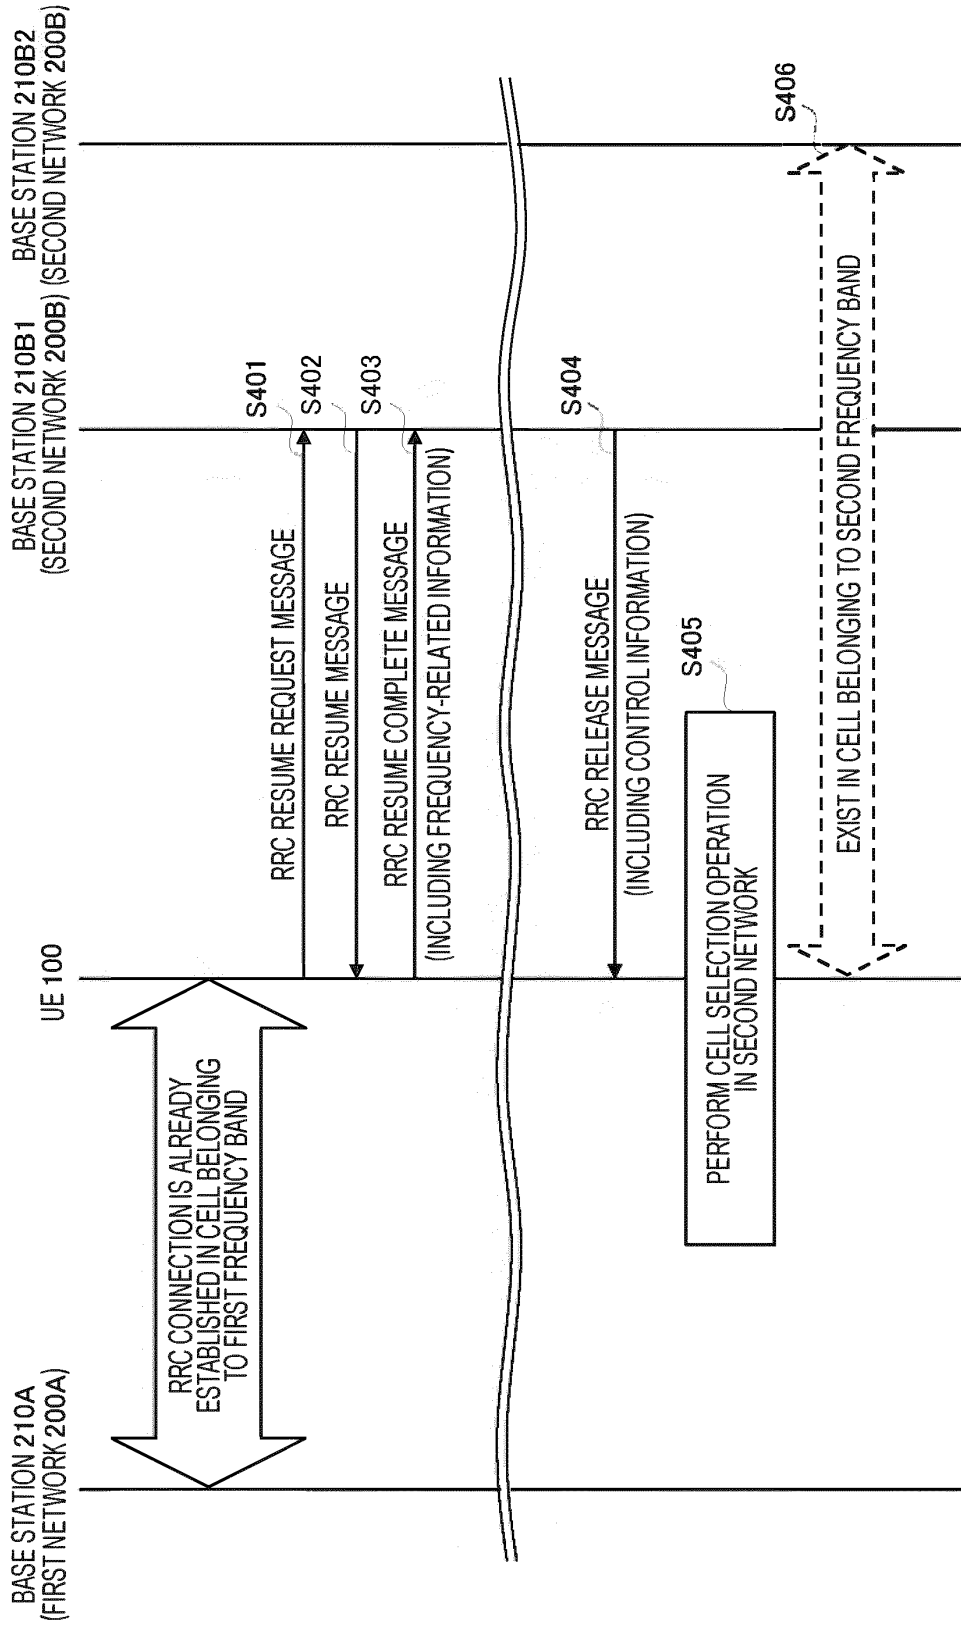 BASE STATION 210A
(FIRST NETWORK 200A)
UE 100
BASE STATION 210B1
(SECOND NETWORK 200B)
BASE STATION 210B2
(SECOND NETWORK 200B)
RRC CONNECTION IS ALREADY
ESTABLISHED IN CELL BELONGING
TO FIRST FREQUENCY BAND
RRC RESUME REQUEST MESSAGE
S401
RRC RESUME MESSAGE
S402
RRC RESUME COMPLETE MESSAGE
(INCLUDING FREQUENCY-RELATED INFORMATION)
S403
RRC RELEASE MESSAGE
(INCLUDING CONTROL INFORMATION)
S404
PERFORM CELL SELECTION OPERATION
IN SECOND NETWORK
S405
EXIST IN CELL BELONGING TO SECOND FREQUENCY BAND
S406